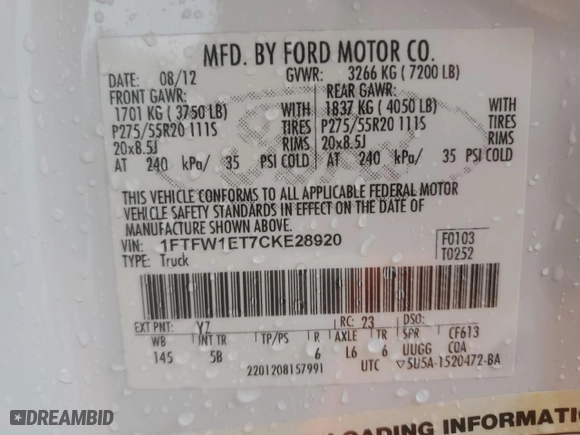 MFD. BY FORD MOTOR CO.
DATE: 08/12 GVWR: 3266 KG ( 7200 LB)
FRONT GAWR: REAR GAWR:
1701 KG ( 3750 LB) WITH 1837 KG ( 4050 LB) WITH
P275/55R20 111S TIRES P275/55R20 111S TIRES
20x8.5J RIMS 20x8.5J RIMS
AT 240 kPa/ 35 PSI COLD AT 240 kPa/ 35 PSI COLD
THIS VEHICLE CONFORMS TO ALL APPLICABLE FEDERAL MOTOR
VEHICLE SAFETY STANDARDS IN EFFECT ON THE DATE OF
MANUFACTURE SHOWN ABOVE.
VIN: 1FTFW1ET7CKE28920 F0103
TYPE: Truck T0252
EXT PNT: YZ RC: 23 DSO:
WB INT TR TP/PS R AXLE TR SPR CF613
145 5B 6 L6 6 UUGG COA
2201208157991 UTC ▽5U5A-1520472-BA
LOADING INFORMATIO
DREAMBID